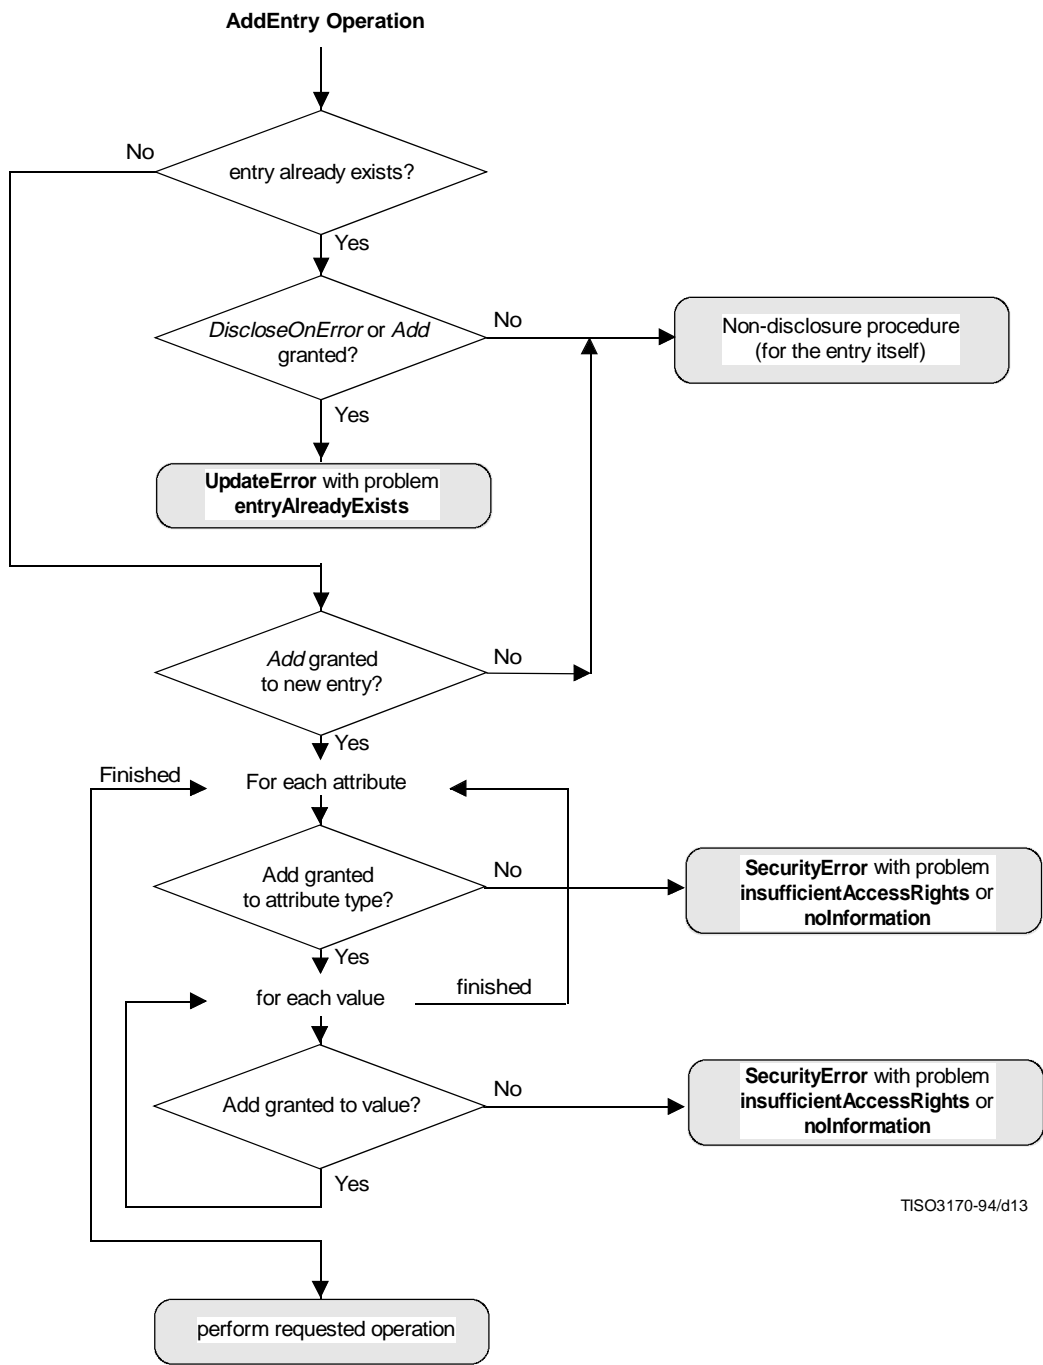 AddEntry Operation
No
entry already exists?
Yes
DiscloseOnError or Add
granted?
No
Non-disclosure procedure
(for the entry itself)
Yes
UpdateError with problem
entryAlreadyExists
Add granted
to new entry?
No
Yes
Finished
For each attribute
Add granted
to attribute type?
No
SecurityError with problem
insufficientAccessRights or
noInformation
Yes
for each value
finished
Add granted to value?
No
SecurityError with problem
insufficientAccessRights or
noInformation
Yes
TISO3170-94/d13
perform requested operation